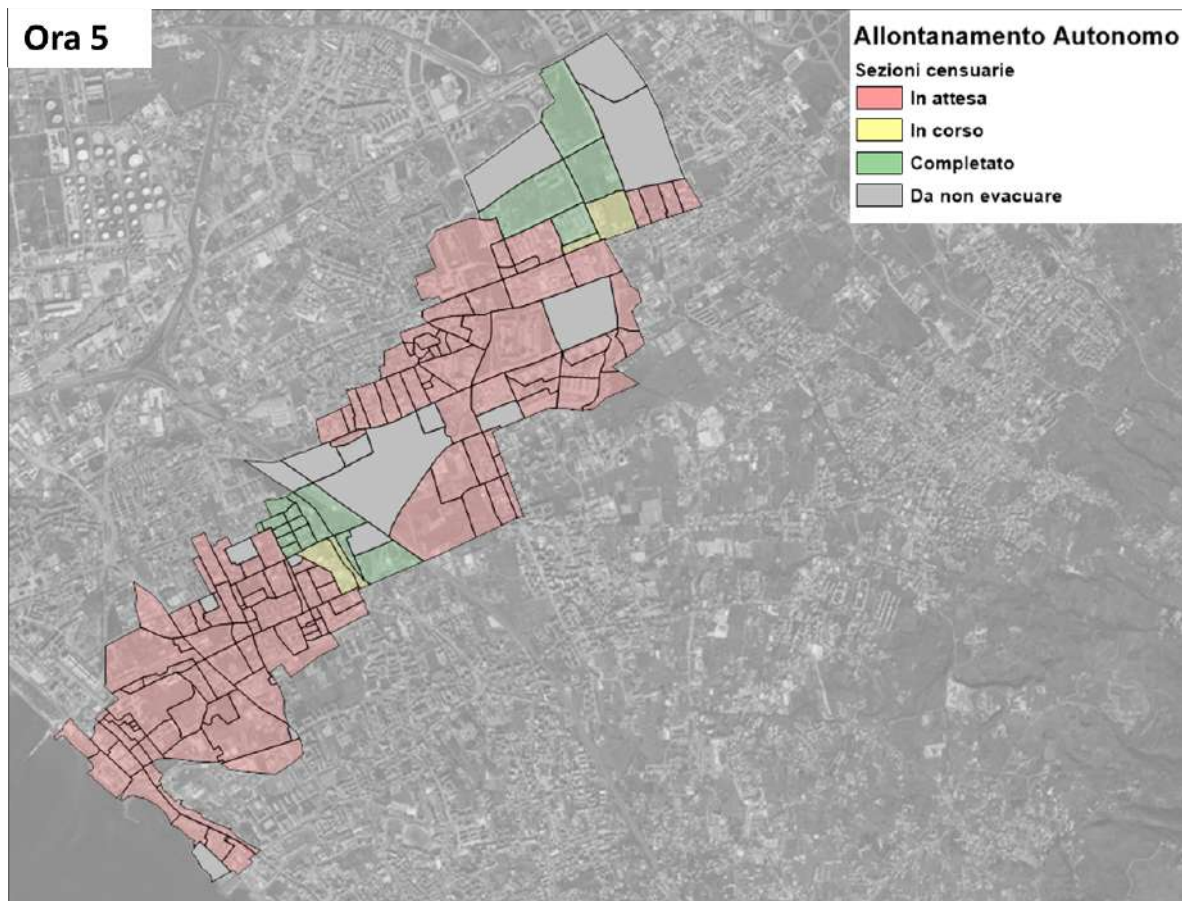 Ora 5
Allontanamento Autonomo
Sezioni censuarie
In attesa
In corso
Completato
Da non evacuare